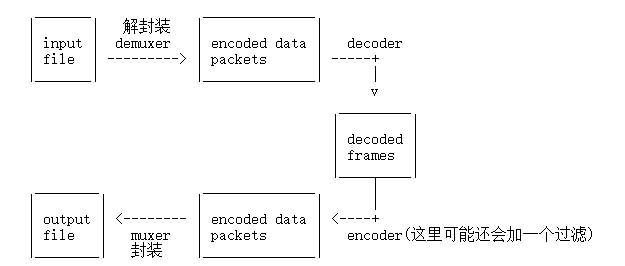 解封装
input demuxer encoded data decoder
file --------> packets -----+
v
decoded
frames
output <------- encoded data <----+
file muxer packets encoder(这里可能还会加一个过滤)
封装